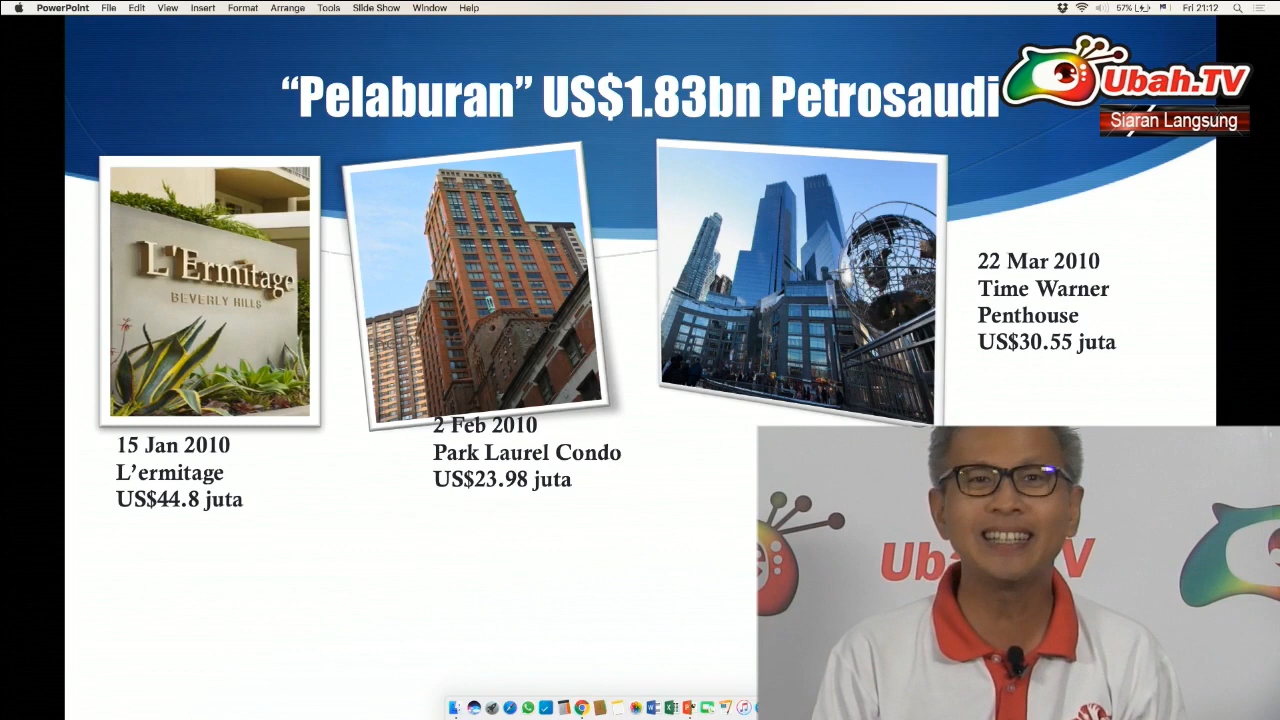 PowerPoint File Edit View Insert Format Arrange Tools Slide Show Window Help 57% Fri 21:12
“Pelaburan” US$1.83bn Petrosaudi
Ubah.TV
Siaran Langsung
L'Ermitage
BEVERLY HILLS
15 Jan 2010
L’ermitage
US$44.8 juta
2 Feb 2010
Park Laurel Condo
US$23.98 juta
22 Mar 2010
Time Warner
Penthouse
US$30.55 juta
Ubah.TV